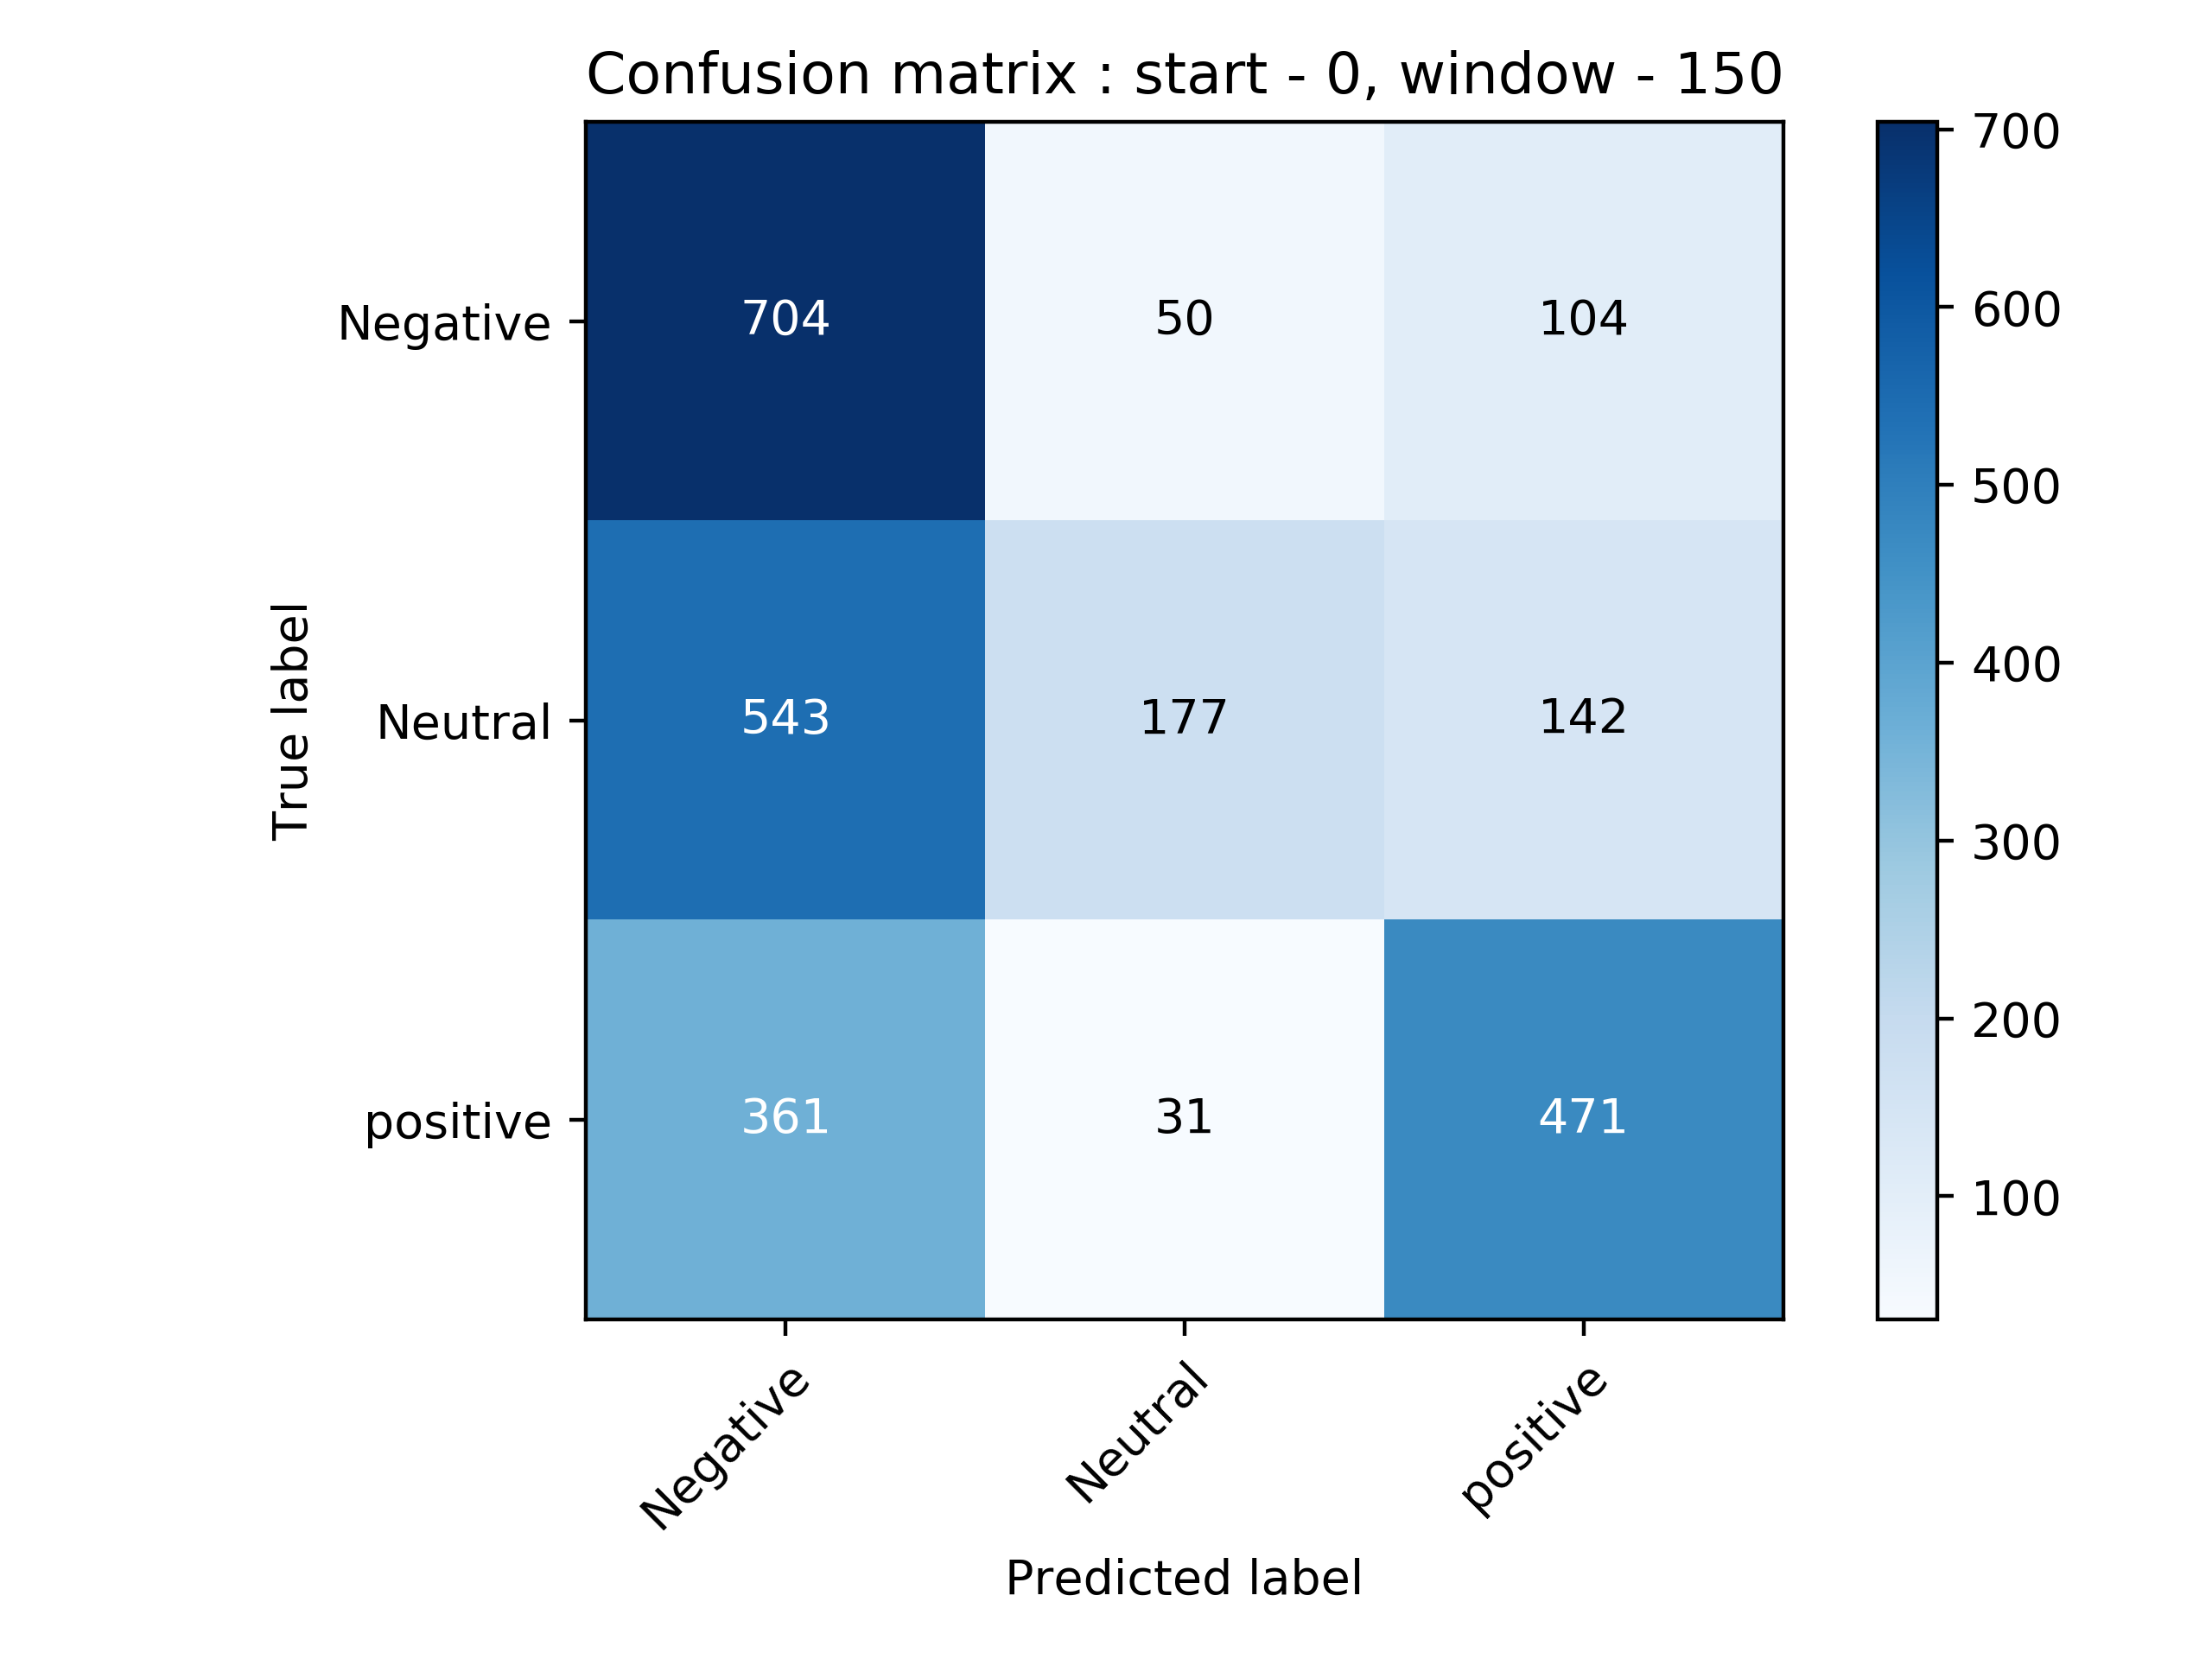 Confusion matrix : start - 0, window - 150
700
600
500
400
300
200
100
True label
Negative
704 50 104
Neutral
543 177 142
positive
361 31 471
Negative Neutral positive
Predicted label